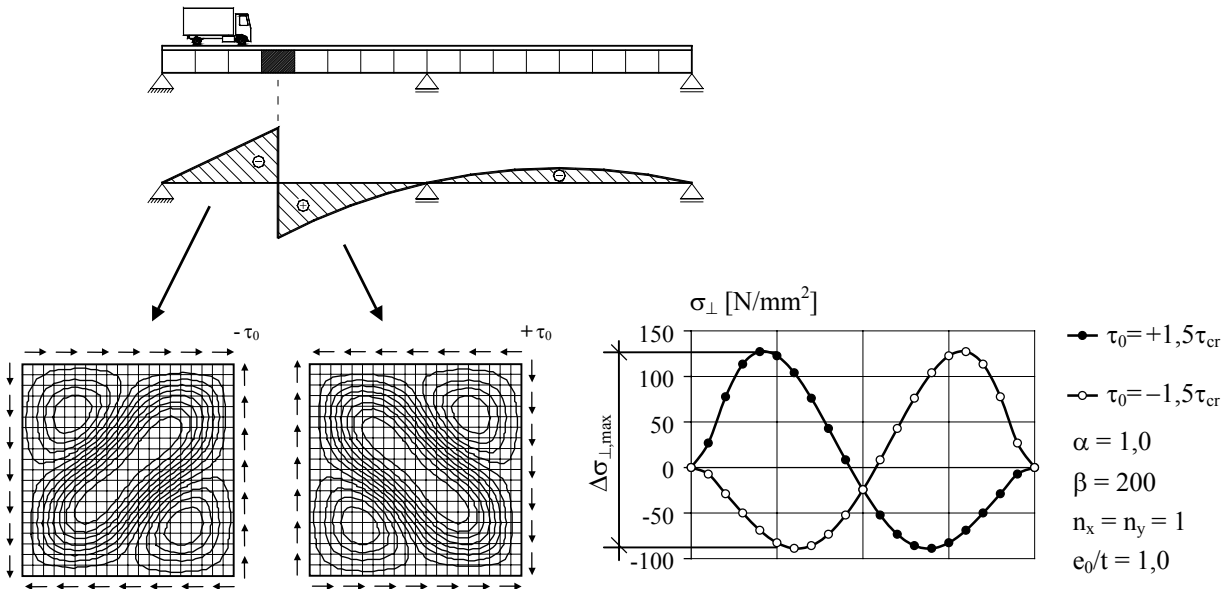 ⊖
⊕
⊖
- τ₀
+ τ₀
σ⊥ [N/mm²]
150
100
50
0
-50
-100
Δσ⊥,max
τ₀=+1,5τcr
τ₀=−1,5τcr
α = 1,0
β = 200
nx = ny = 1
e₀/t = 1,0